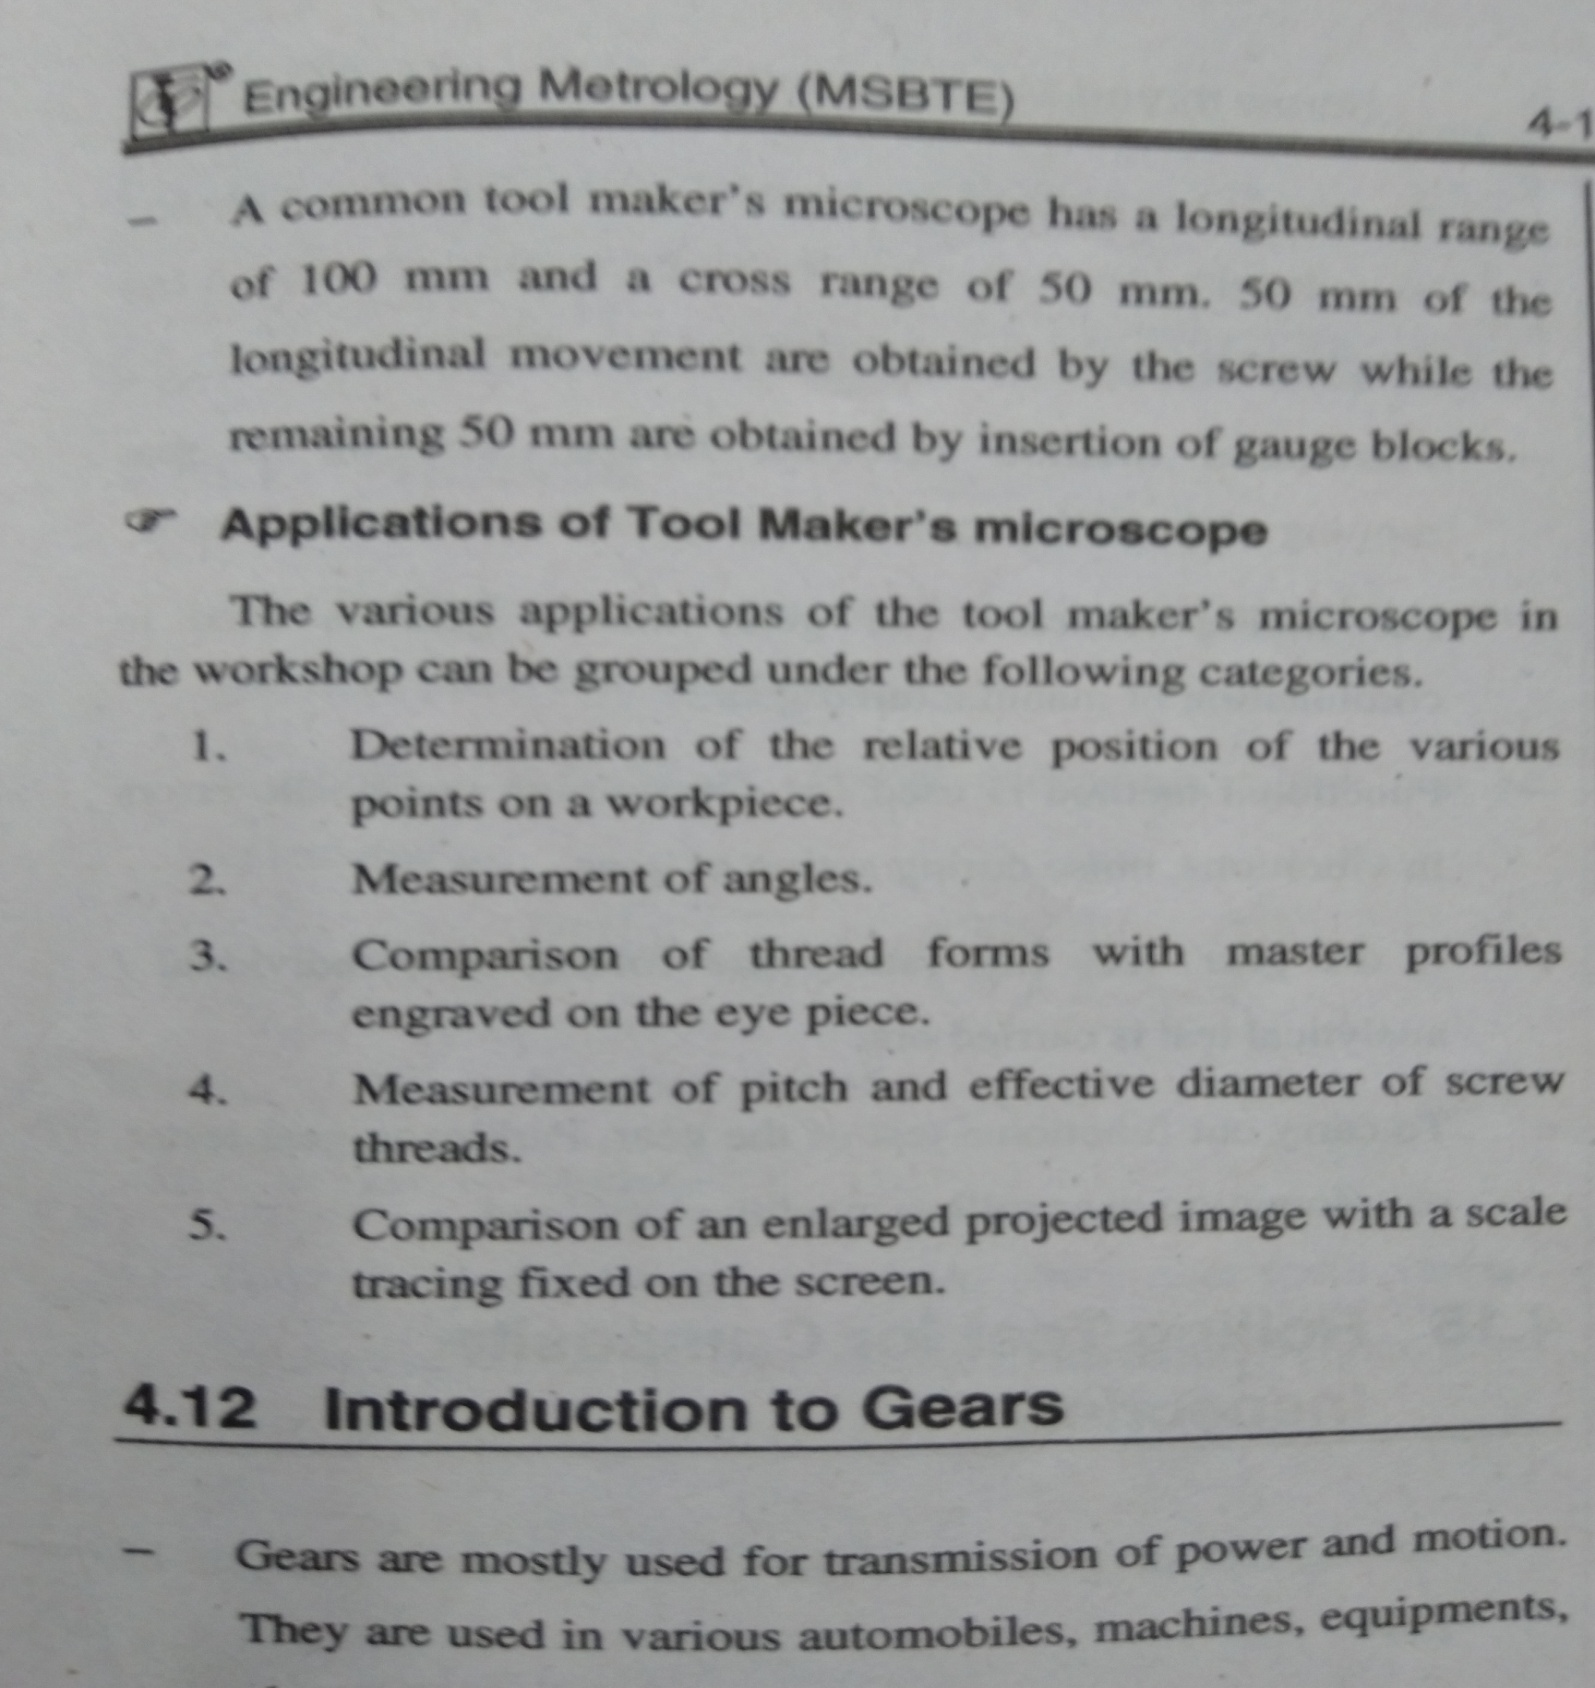 Engineering Metrology (MSBTE)
4-1
– A common tool maker's microscope has a longitudinal range
of 100 mm and a cross range of 50 mm. 50 mm of the
longitudinal movement are obtained by the screw while the
remaining 50 mm are obtained by insertion of gauge blocks.
☞ Applications of Tool Maker's microscope
The various applications of the tool maker's microscope in
the workshop can be grouped under the following categories.
1. Determination of the relative position of the various
points on a workpiece.
2. Measurement of angles.
3. Comparison of thread forms with master profiles
engraved on the eye piece.
4. Measurement of pitch and effective diameter of screw
threads.
5. Comparison of an enlarged projected image with a scale
tracing fixed on the screen.
4.12 Introduction to Gears
– Gears are mostly used for transmission of power and motion.
They are used in various automobiles, machines, equipments,